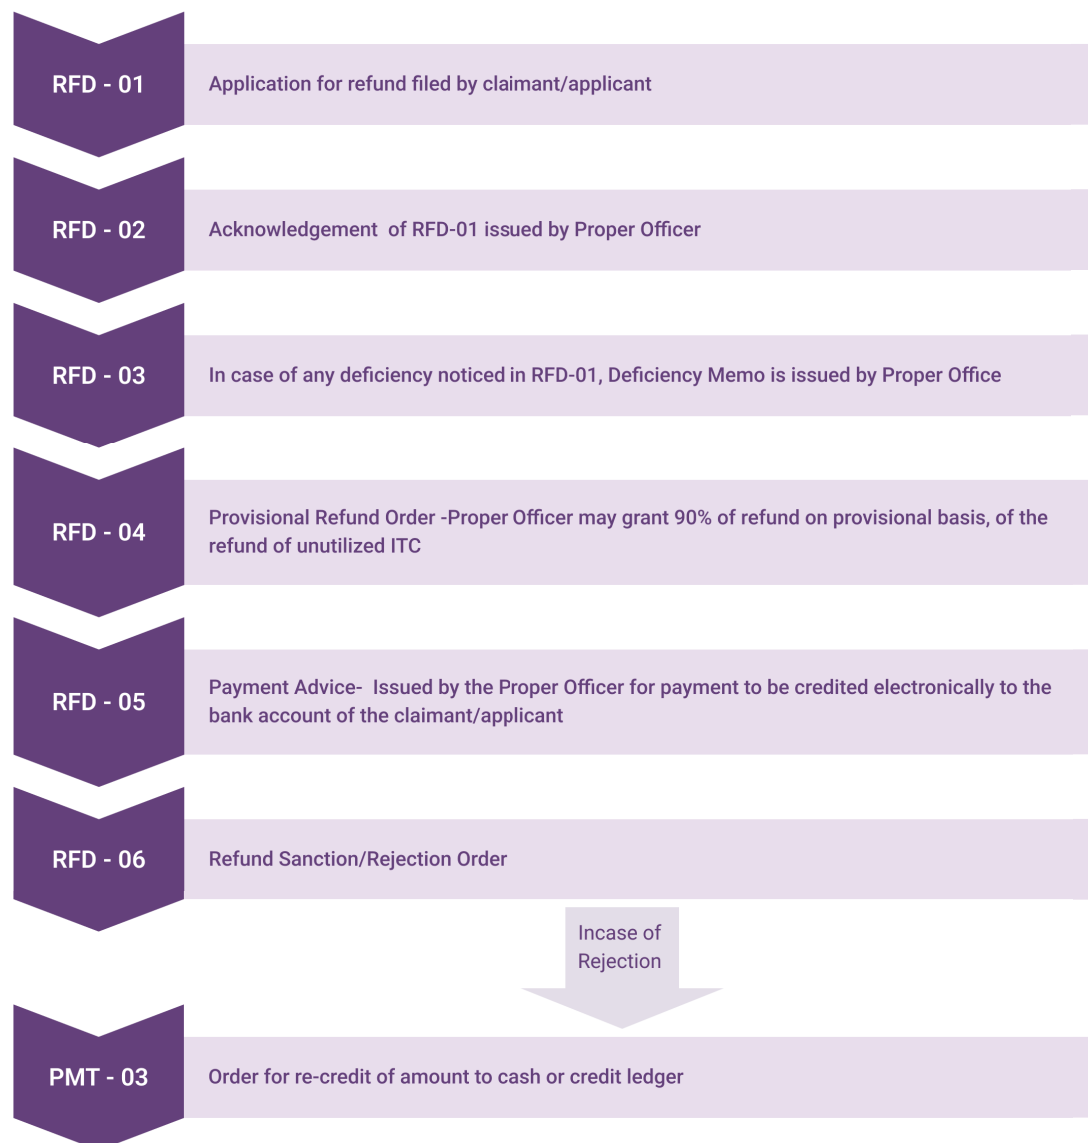 RFD - 01
Application for refund filed by claimant/applicant
RFD - 02
Acknowledgement of RFD-01 issued by Proper Officer
RFD - 03
In case of any deficiency noticed in RFD-01, Deficiency Memo is issued by Proper Office
RFD - 04
Provisional Refund Order -Proper Officer may grant 90% of refund on provisional basis, of the
refund of unutilized ITC
RFD - 05
Payment Advice- Issued by the Proper Officer for payment to be credited electronically to the
bank account of the claimant/applicant
RFD - 06
Refund Sanction/Rejection Order
Incase of
Rejection
PMT - 03
Order for re-credit of amount to cash or credit ledger